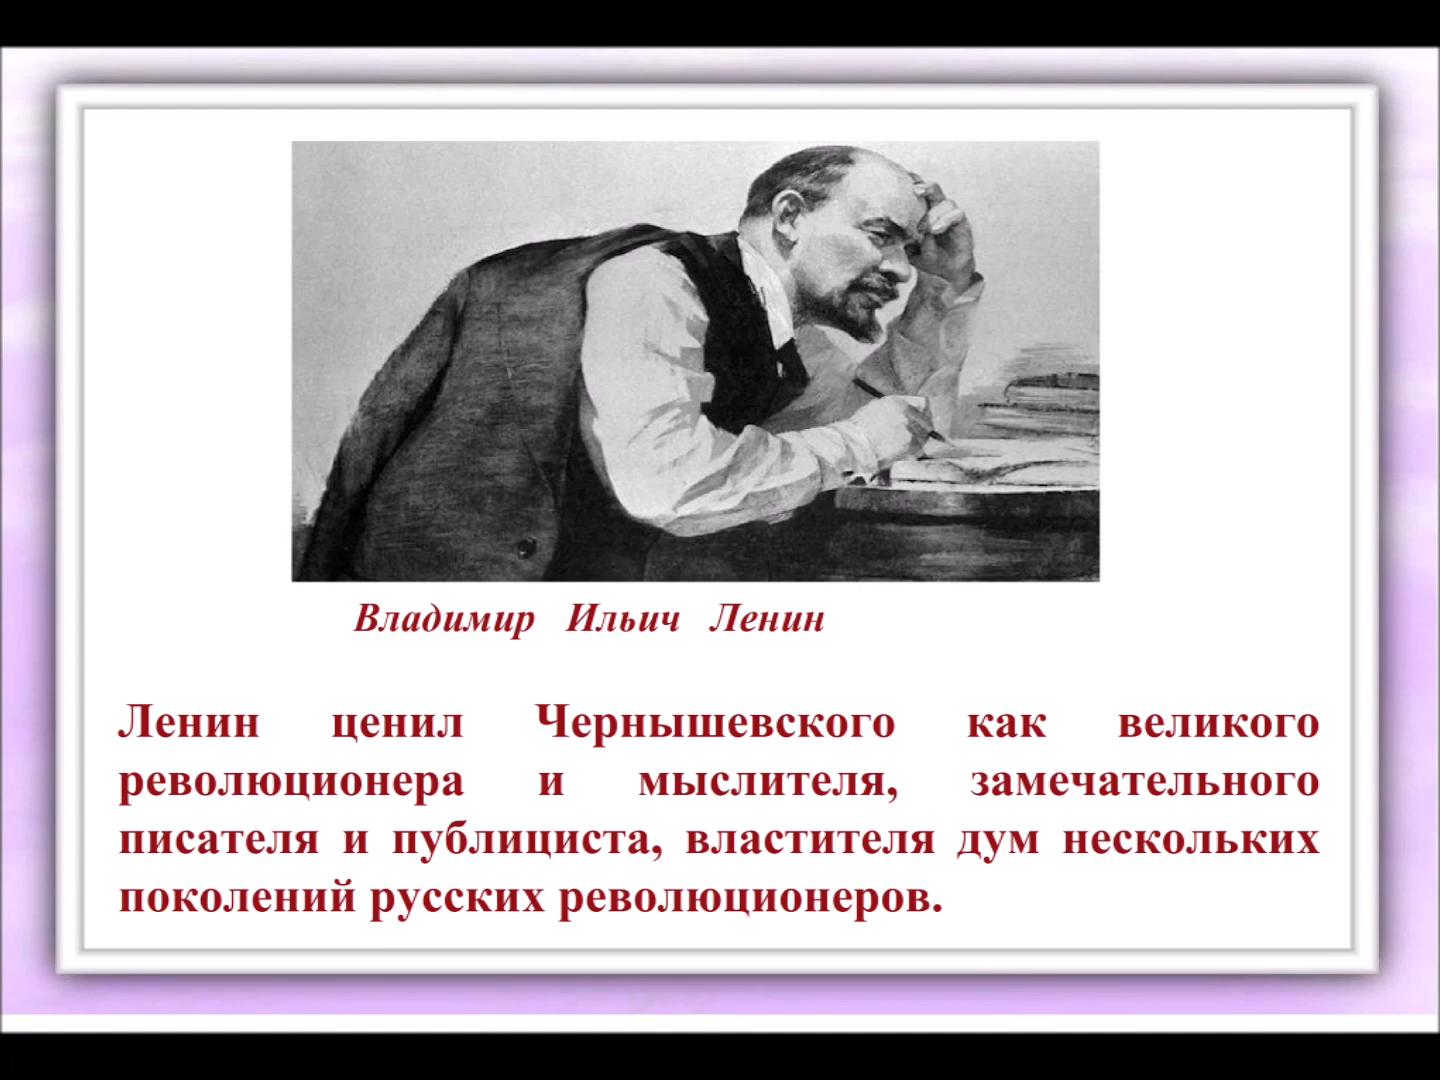 Владимир Ильич Ленин
Ленин ценил Чернышевского как великого
революционера и мыслителя, замечательного
писателя и публициста, властителя дум нескольких
поколений русских революционеров.